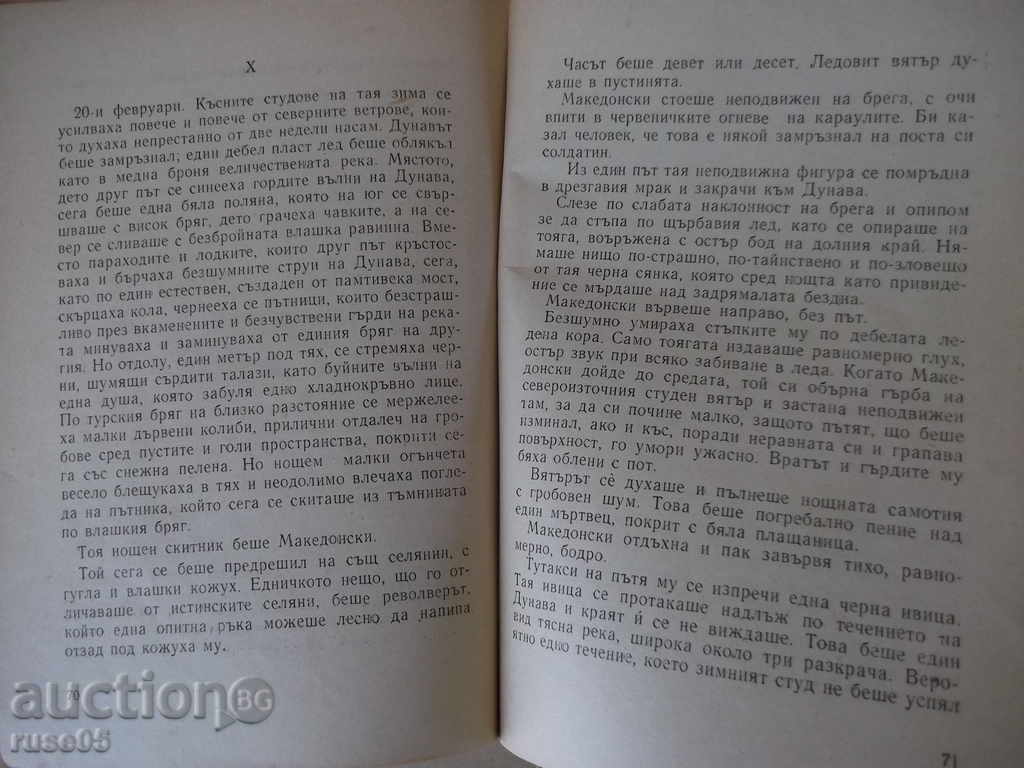 X
20-и февруари. Късните студове на тая зима се
усилваха повече и повече от северните ветрове, кои-
то духаха непрестанно от две недели насам. Дунавът
беше замръзнал; един дебел пласт лед беше облякъл
като в медна броня величествената река. Мястото,
дето друг път се синееха гордите вълни на Дунава,
сега беше една бяла поляна, която на юг се свър-
шваше с висок бряг, дето грачеха чавките, а на се-
вер се сливаше с безбройната влашка равнина. Вме-
сто параходите и лодките, които друг път кръстос-
ваха и бърчаха безшумните струи на Дунава, сега,
като по един естествен, създаден от памтивека мост,
скърцаха кола, чернееха се пътници, които безстраш-
ливо през вкаменените и безчувствени гърди на река-
та минуваха и заминуваха от единия бряг на дру-
гия. Но отдолу, един метър под тях, се стремяха чер-
ни, шумящи сърдити талази, като буйните вълни на
една душа, която забуля едно хладнокръвно лице.
По турския бряг на близко разстояние се мержелее-
ха малки дървени колиби, прилични отдалеч на гро-
бове сред пустите и голи пространства, покрити се-
га със снежна пелена. Но нощем малки огънчета
весело блещукаха в тях и неодолимо влечаха погле-
да на пътника, който сега се скиташе из тъмнината
по влашкия бряг.
Тоя нощен скитник беше Македонски.
Той сега се беше предрешил на същ селянин, с
гугла и влашки кожух. Едничкото нещо, що го от-
личаваше от истинските селяни, беше револверът,
който една опитна ръка можеше лесно да напипа
отзад под кожуха му.
70
Часът беше девет или десет. Ледовит вятър ду-
хаше в пустинята.
Македонски стоеше неподвижен на брега, с очи
впити в червеничките огневе на караулите. Би ка-
зал человек, че това е някой замръзнал на поста си
солдатин.
Из един път тая неподвижна фигура се помръдна
в дрезгавия мрак и закрачи към Дунава.
Слезе по слабата наклонност на брега и опипом
зе да стъпа по щърбавия лед, като се опираше на
тояга, воръжена с остър бод на долния край. Ня-
маше нищо по-страшно, по-тайнствено и по-зловещо
от тая черна сянка, която сред нощта като привиде-
ние се мърдаше над задрямалата бездна.
Македонски вървеше направо, без път.
Безшумно умираха стъпките му по дебелата ле-
дена кора. Само тоягата издаваше равномерно глух,
остър звук при всяко забиване в леда. Когато Маке-
донски дойде до средата, той си обърна гърба на
североизточния студен вятър и застана неподвижен
там, за да си почине малко, защото пътят, що беше
изминал, ако и къс, поради неравната си и грапава
повърхност, го умори ужасно. Вратът и гърдите му
бяха облени с пот.
Вятърът сè духаше и пълнеше нощната самотия
с гробовен шум. Това беше погребално пение над
един мъртвец, покрит с бяла плащаница.
Македонски отдъхна и пак завървя тихо, равно-
мерно, бодро.
Тутакси на пътя му се изпречи една черна ивица.
Тая ивица се протакаше надлъж по течението на
Дунава и краят ѝ се не виждаше. Това беше един
вид тясна река, широка около три разкрача. Веро-
ятно едно течение, което зимният студ не беше успял
71
auction BG
ruse05